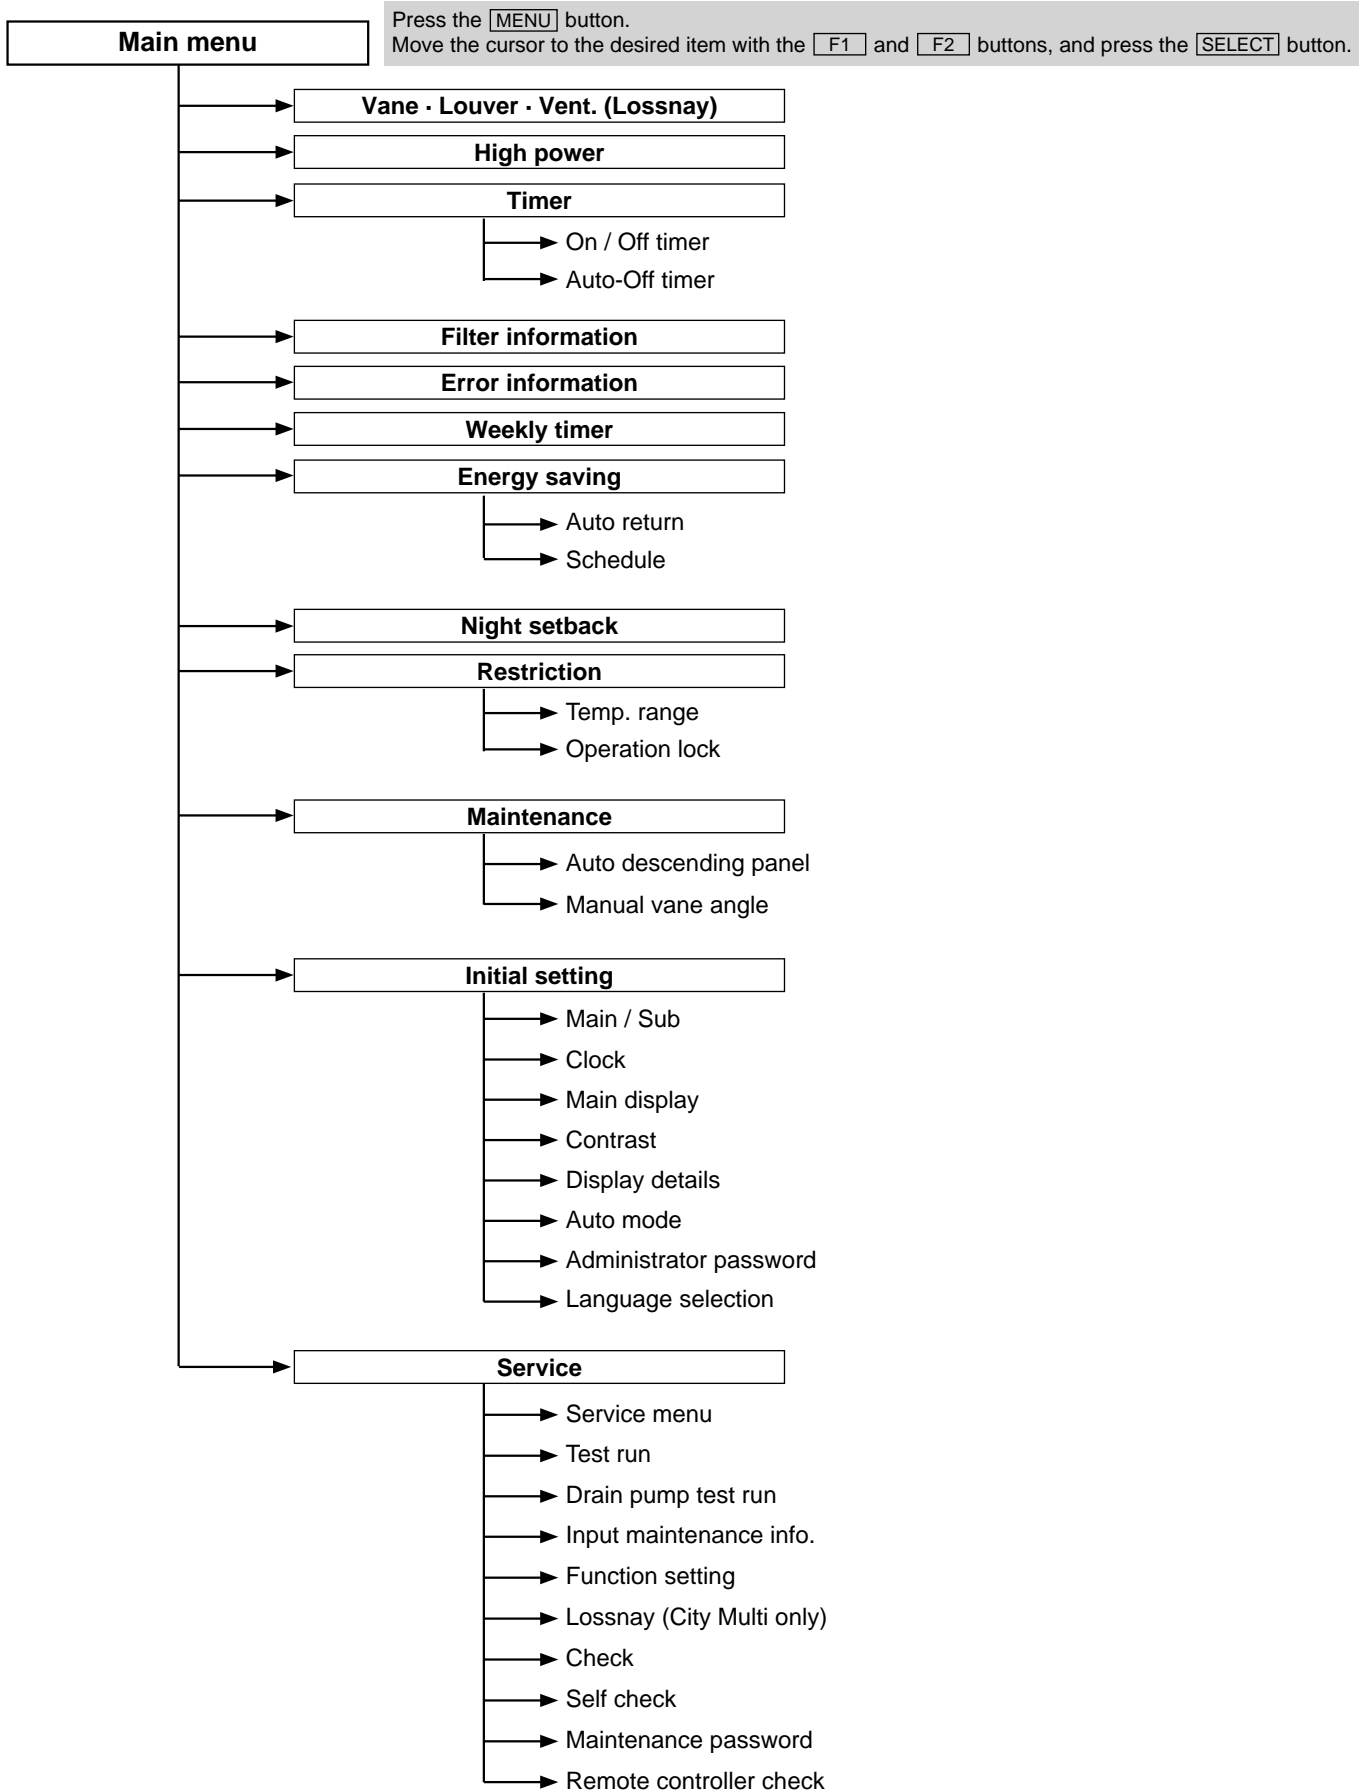 Main menu
Press the MENU button.
Move the cursor to the desired item with the F1 and F2 buttons, and press the SELECT button.
Vane · Louver · Vent. (Lossnay)
High power
Timer
On / Off timer
Auto-Off timer
Filter information
Error information
Weekly timer
Energy saving
Auto return
Schedule
Night setback
Restriction
Temp. range
Operation lock
Maintenance
Auto descending panel
Manual vane angle
Initial setting
Main / Sub
Clock
Main display
Contrast
Display details
Auto mode
Administrator password
Language selection
Service
Service menu
Test run
Drain pump test run
Input maintenance info.
Function setting
Lossnay (City Multi only)
Check
Self check
Maintenance password
Remote controller check